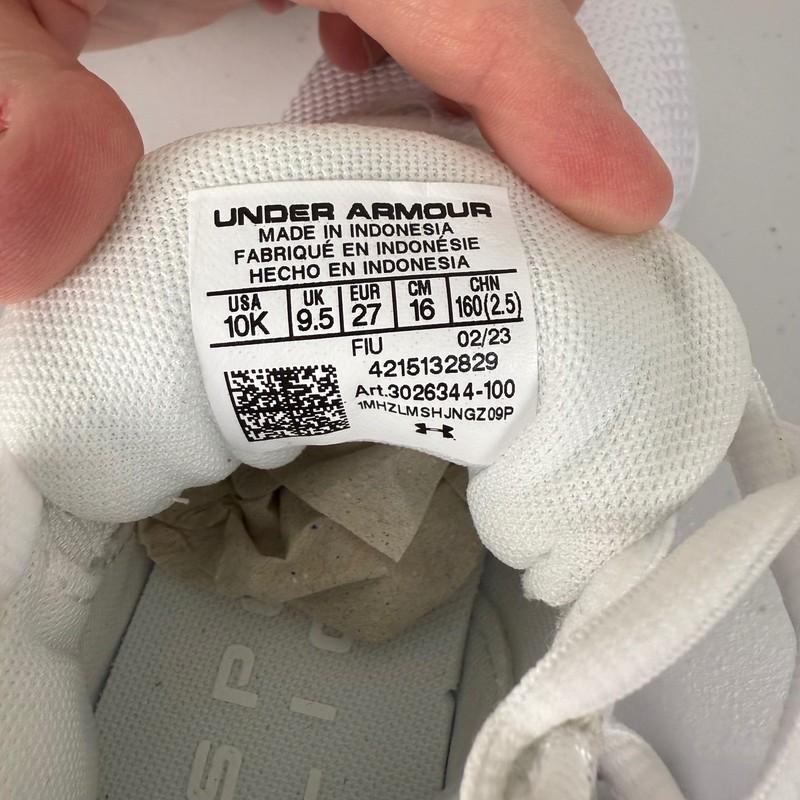 UNDER ARMOUR
MADE IN INDONESIA
FABRIQUÉ EN INDONÉSIE
HECHO EN INDONESIA
USA UK EUR CM CHN
10K 9.5 27 16 160(2.5)
FIU 02/23
4215132829
Art.3026344-100
1MHZLMSHJNGZ09P